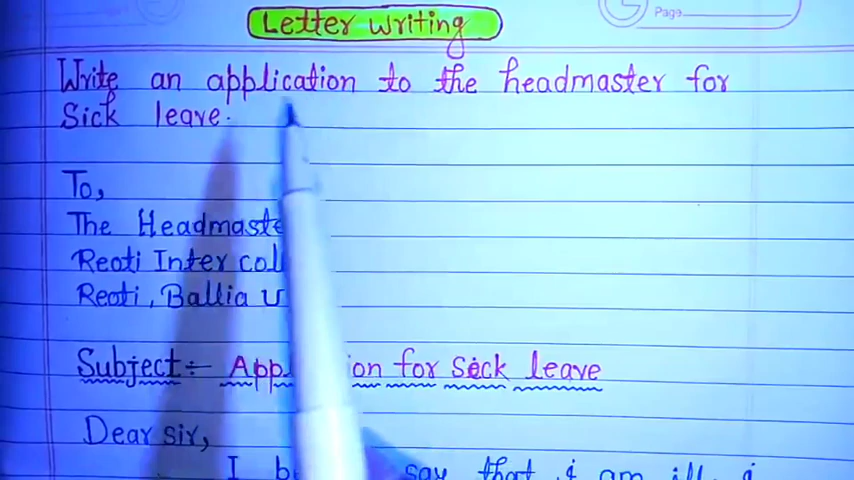 Letter writing
Page
Write an application to the headmaster for
Sick leave.
To,
The Headmaste
Reoti Inter col
Reoti, Ballia U
Subject:- App ion for Sick leave
Dear sir,
I b say that i am ill. i